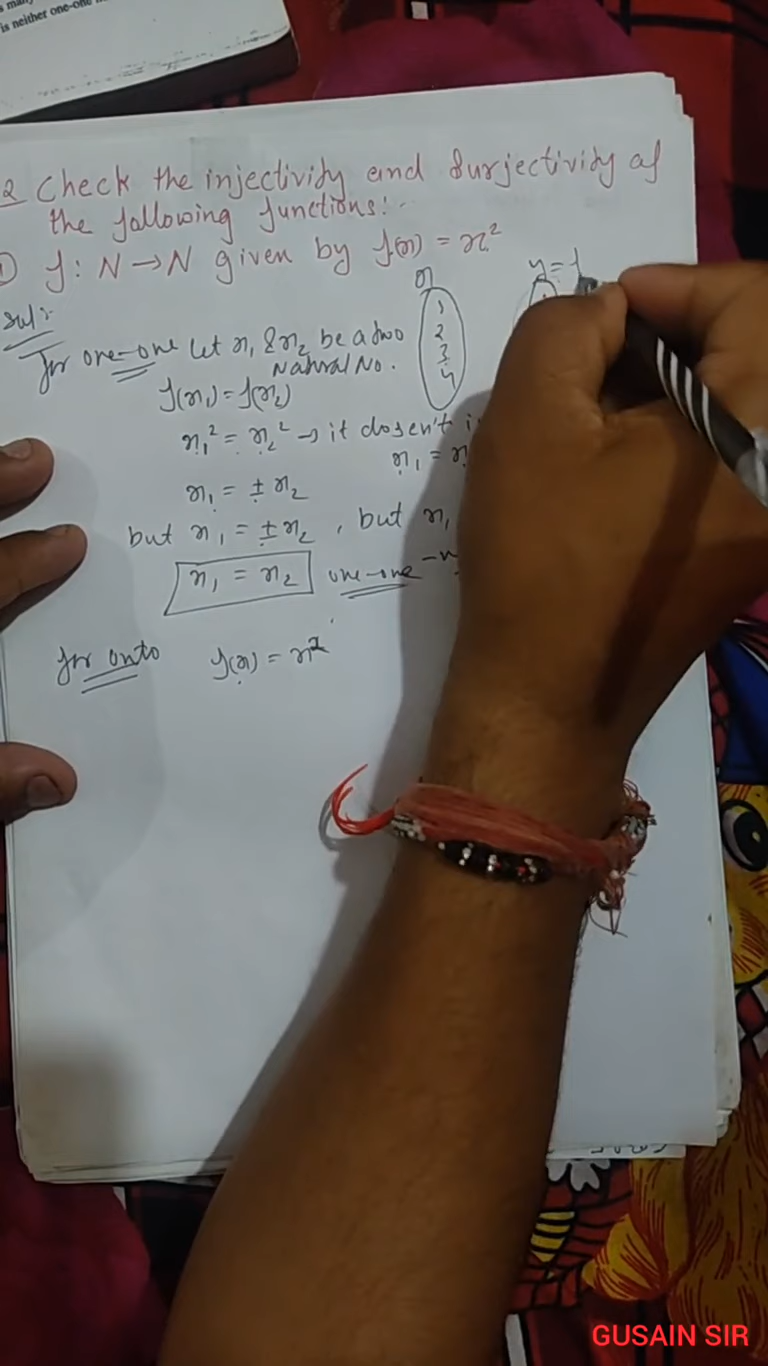 is neither one-one
2 Check the injectivity and Surjectivity of
the following functions:-
① f : N → N given by f(x) = x²
Sol:-
for one-one Let x₁ & x₂ be a two
Natural No.
f(x₁) = f(x₂)
x₁² = x₂² → it dosen't
x₁ =
x₁ = ± x₂
but x₁ = ± x₂ , but x₁
x₁ = x₂ one-one
for onto f(x) = x²
x
1
2
3
4
y = f
GUSAIN SIR